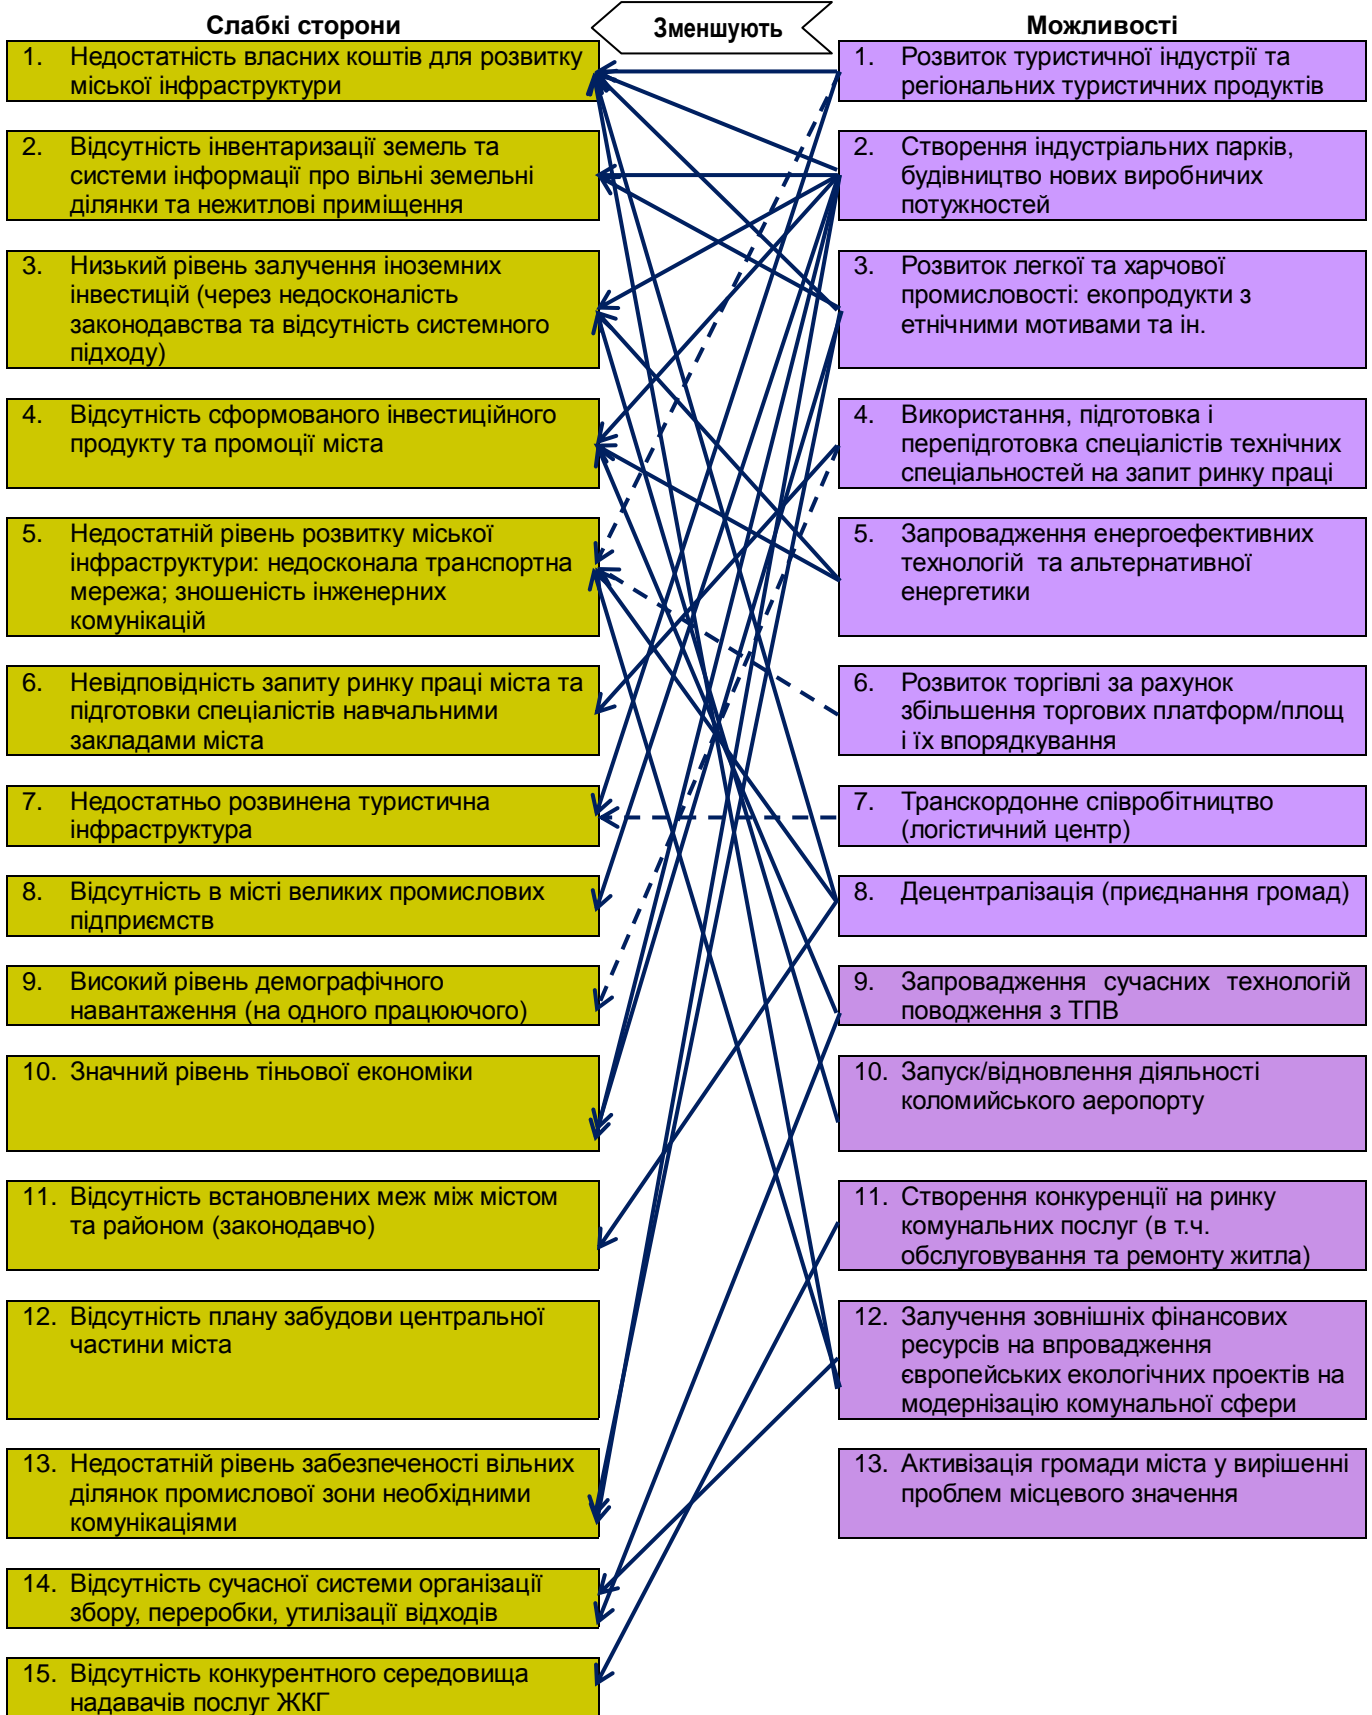 Слабкі сторони
1. Недостатність власних коштів для розвитку
міської інфраструктури
2. Відсутність інвентаризації земель та
системи інформації про вільні земельні
ділянки та нежитлові приміщення
3. Низький рівень залучення іноземних
інвестицій (через недосконалість
законодавства та відсутність системного
підходу)
4. Відсутність сформованого інвестиційного
продукту та промоції міста
5. Недостатній рівень розвитку міської
інфраструктури: недосконала транспортна
мережа; зношеність інженерних
комунікацій
6. Невідповідність запиту ринку праці міста та
підготовки спеціалістів навчальними
закладами міста
7. Недостатньо розвинена туристична
інфраструктура
8. Відсутність в місті великих промислових
підприємств
9. Високий рівень демографічного
навантаження (на одного працюючого)
10. Значний рівень тіньової економіки
11. Відсутність встановлених меж між містом
та районом (законодавчо)
12. Відсутність плану забудови центральної
частини міста
13. Недостатній рівень забезпеченості вільних
ділянок промислової зони необхідними
комунікаціями
14. Відсутність сучасної системи організації
збору, переробки, утилізації відходів
15. Відсутність конкурентного середовища
надавачів послуг ЖКГ
Зменшують
Можливості
1. Розвиток туристичної індустрії та
регіональних туристичних продуктів
2. Створення індустріальних парків,
будівництво нових виробничих
потужностей
3. Розвиток легкої та харчової
промисловості: екопродукти з
етнічними мотивами та ін.
4. Використання, підготовка і
перепідготовка спеціалістів технічних
спеціальностей на запит ринку праці
5. Запровадження енергоефективних
технологій та альтернативної
енергетики
6. Розвиток торгівлі за рахунок
збільшення торгових платформ/площ
і їх впорядкування
7. Транскордонне співробітництво
(логістичний центр)
8. Децентралізація (приєднання громад)
9. Запровадження сучасних технологій
поводження з ТПВ
10. Запуск/відновлення діяльності
коломийського аеропорту
11. Створення конкуренції на ринку
комунальних послуг (в т.ч.
обслуговування та ремонту житла)
12. Залучення зовнішніх фінансових
ресурсів на впровадження
європейських екологічних проектів на
модернізацію комунальної сфери
13. Активізація громади міста у вирішенні
проблем місцевого значення